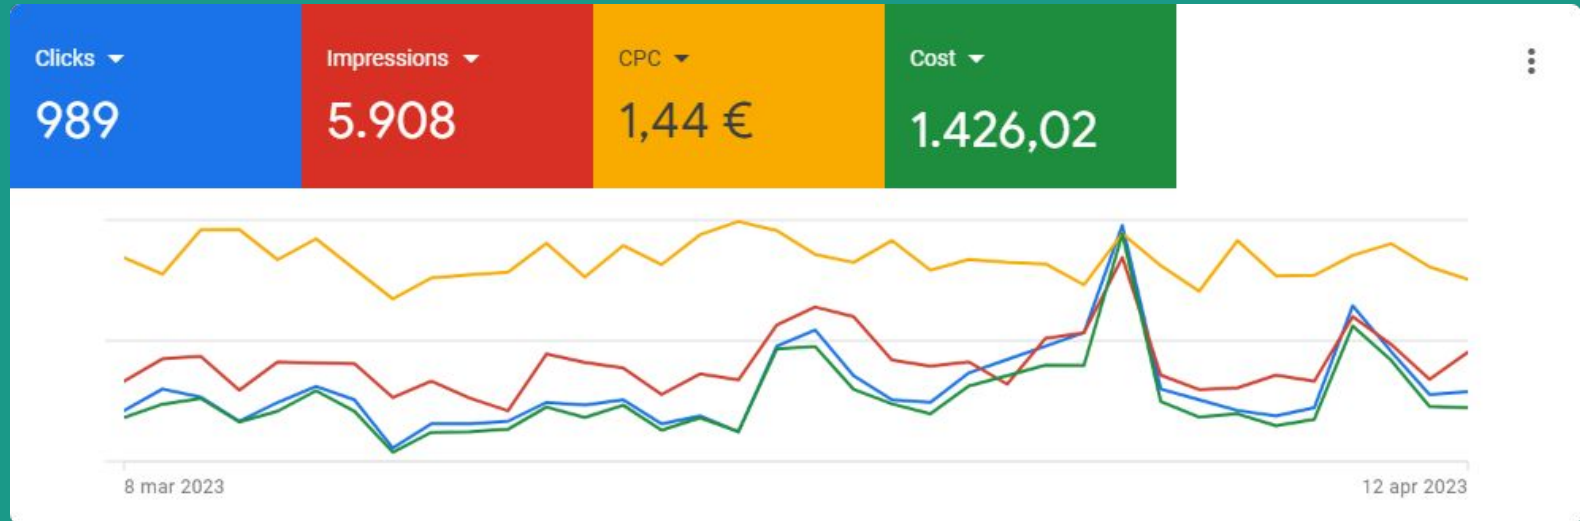 Clicks
989
Impressions
5.908
CPC
1,44 €
Cost
1.426,02
8 mar 2023
12 apr 2023